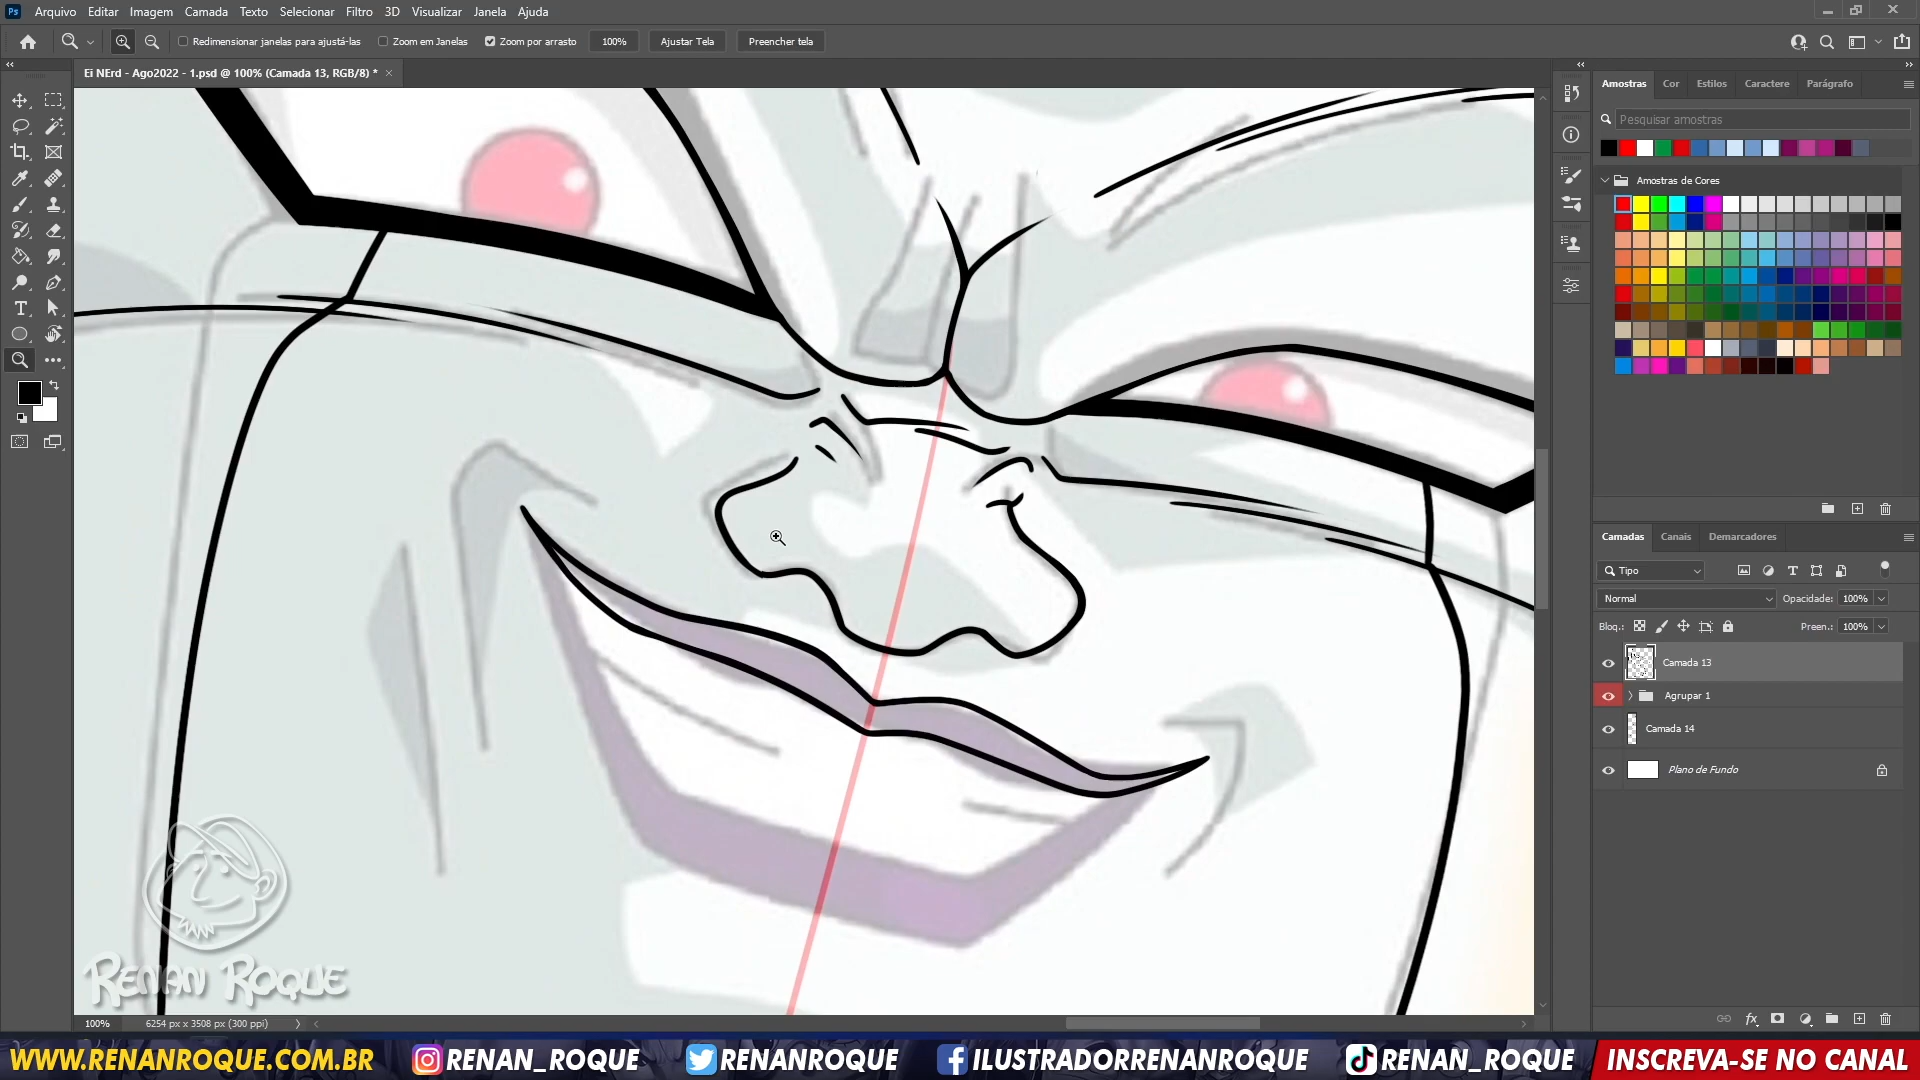 Ps Arquivo Editar Imagem Camada Texto Selecionar Filtro 3D Visualizar Janela Ajuda
Redimensionar janelas para ajustá-las Zoom em Janelas Zoom por arrasto 100% Ajustar Tela Preencher tela
Ei NErd - Ago2022 - 1.psd @ 100% (Camada 13, RGB/8) *
Amostras Cor Estilos Caractere Parágrafo
Pesquisar amostras
Amostras de Cores
Camadas Canais Demarcadores
Tipo
Normal Opacidade: 100%
Bloq.: Preen.: 100%
Camada 13
Agrupar 1
Camada 14
Plano de Fundo
RENAN ROQUE
100% 6254 px x 3508 px (300 ppi)
WWW.RENANROQUE.COM.BR RENAN_ROQUE RENANROQUE ILUSTRADORRENANROQUE RENAN_ROQUE INSCREVA-SE NO CANAL